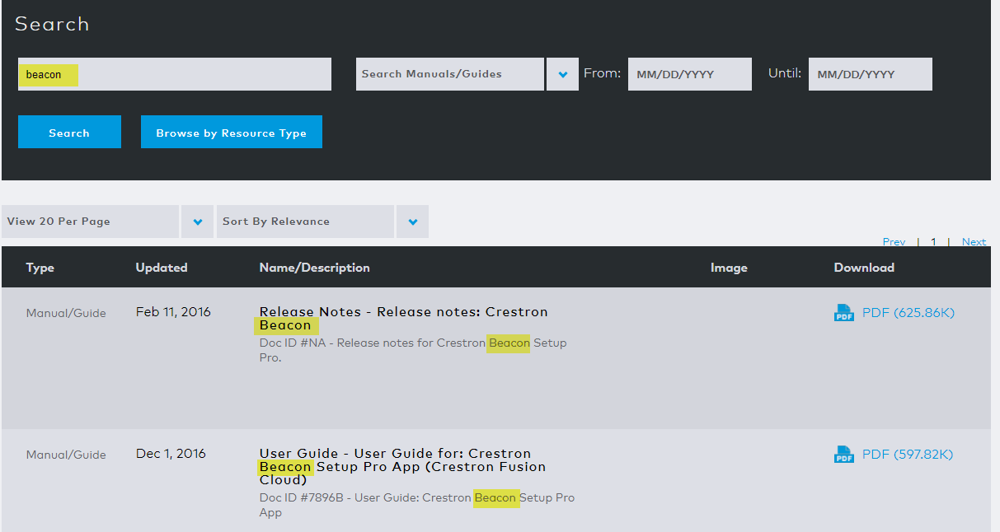 Search
beacon
Search Manuals/Guides
From:
MM/DD/YYYY
Until:
MM/DD/YYYY
Search
Browse by Resource Type
View 20 Per Page
Sort By Relevance
Prev | 1 | Next
Type Updated Name/Description Image Download
Manual/Guide
Feb 11, 2016
Release Notes - Release notes: Crestron
Beacon
Doc ID #NA - Release notes for Crestron Beacon Setup
Pro.
PDF
PDF (625.86K)
Manual/Guide
Dec 1, 2016
User Guide - User Guide for: Crestron
Beacon Setup Pro App (Crestron Fusion
Cloud)
Doc ID #7896B - User Guide: Crestron Beacon Setup Pro
App
PDF
PDF (597.82K)